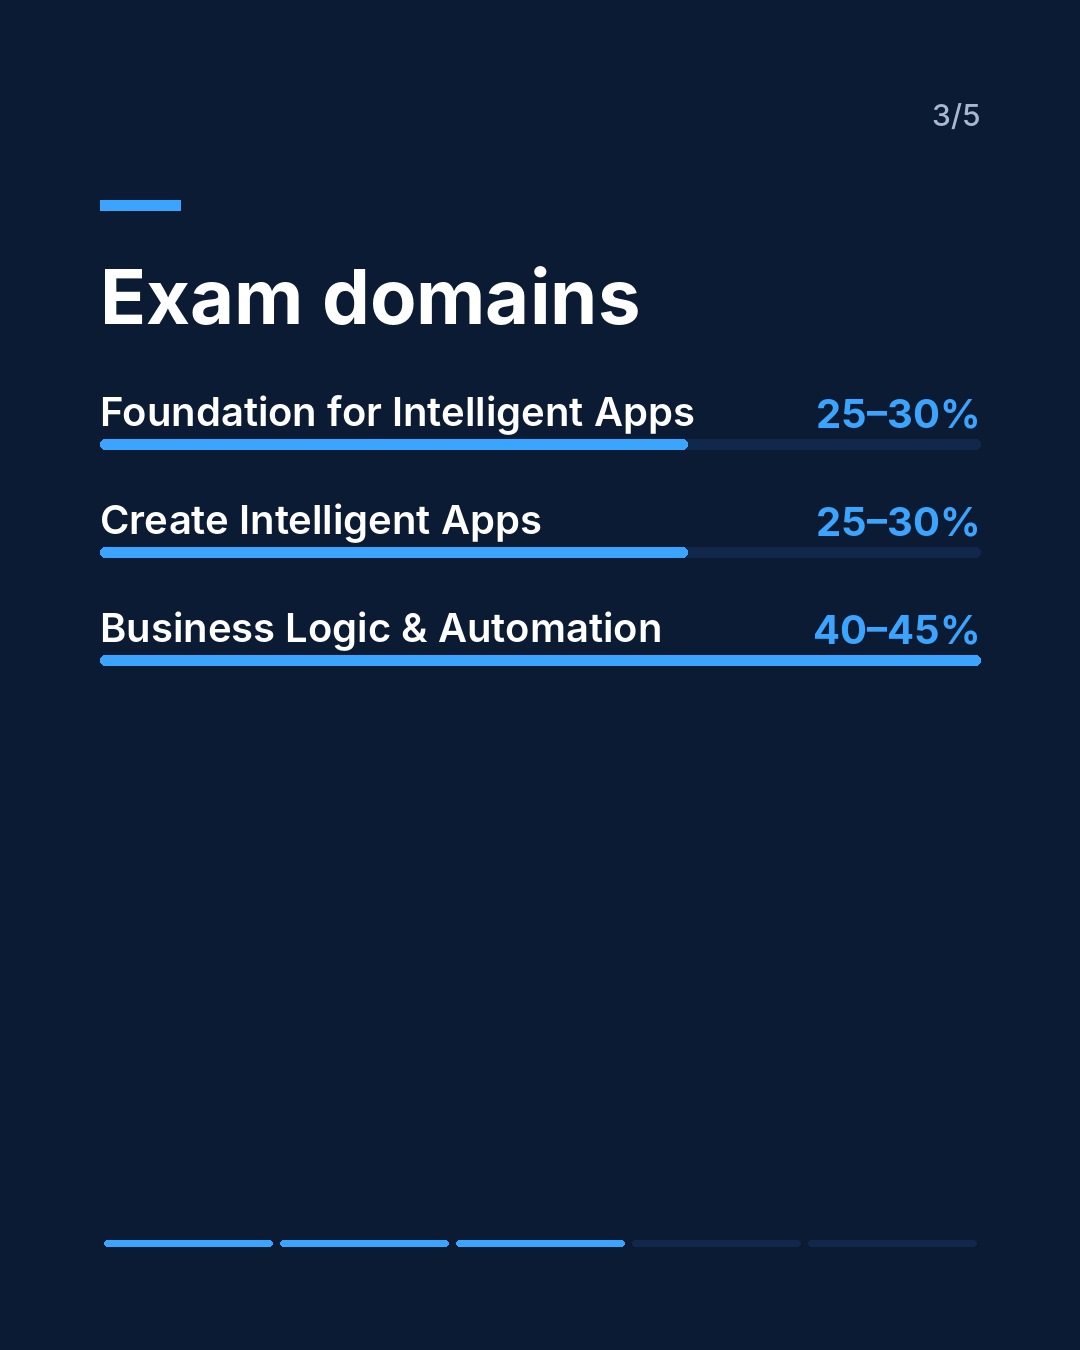 3/5
Exam domains
Foundation for Intelligent Apps 25–30%
Create Intelligent Apps 25–30%
Business Logic & Automation 40–45%